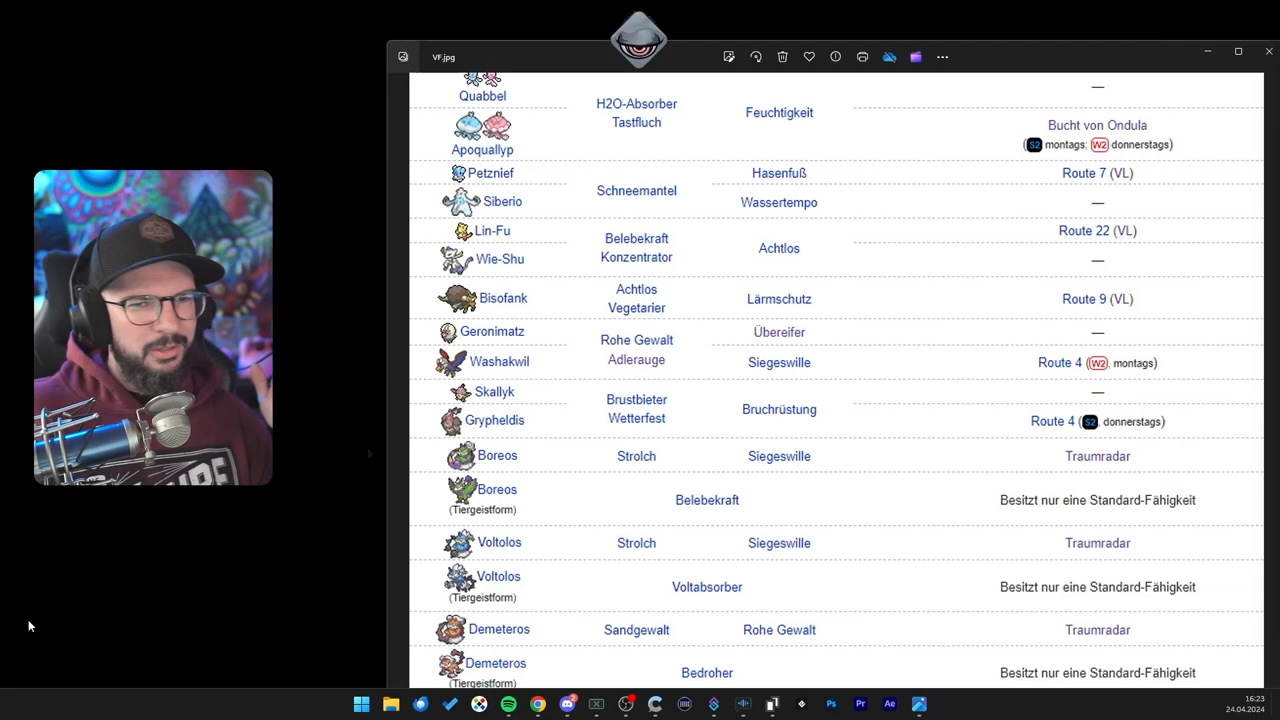 VF.jpg
Quabbel
H2O-Absorber
Tastfluch
Feuchtigkeit
—
Apoquallyp
Bucht von Ondula
(S2 montags; W2 donnerstags)
Petznief
Schneemantel
Hasenfuß
Route 7 (VL)
Siberio
Wassertempo
—
Lin-Fu
Belebekraft
Konzentrator
Achtlos
Route 22 (VL)
Wie-Shu
—
Bisofank
Achtlos
Vegetarier
Lärmschutz
Route 9 (VL)
Geronimatz
Rohe Gewalt
Adlerauge
Übereifer
—
Washakwil
Siegeswille
Route 4 (W2, montags)
Skallyk
Brustbieter
Wetterfest
Bruchrüstung
—
Grypheldis
Route 4 (S2, donnerstags)
Boreos
Strolch
Siegeswille
Traumradar
Boreos
(Tiergeistform)
Belebekraft
Besitzt nur eine Standard-Fähigkeit
Voltolos
Strolch
Siegeswille
Traumradar
Voltolos
(Tiergeistform)
Voltabsorber
Besitzt nur eine Standard-Fähigkeit
Demeteros
Sandgewalt
Rohe Gewalt
Traumradar
Demeteros
(Tiergeistform)
Bedroher
Besitzt nur eine Standard-Fähigkeit
2
Ps
Pr
Ae
16:23
24.04.2024